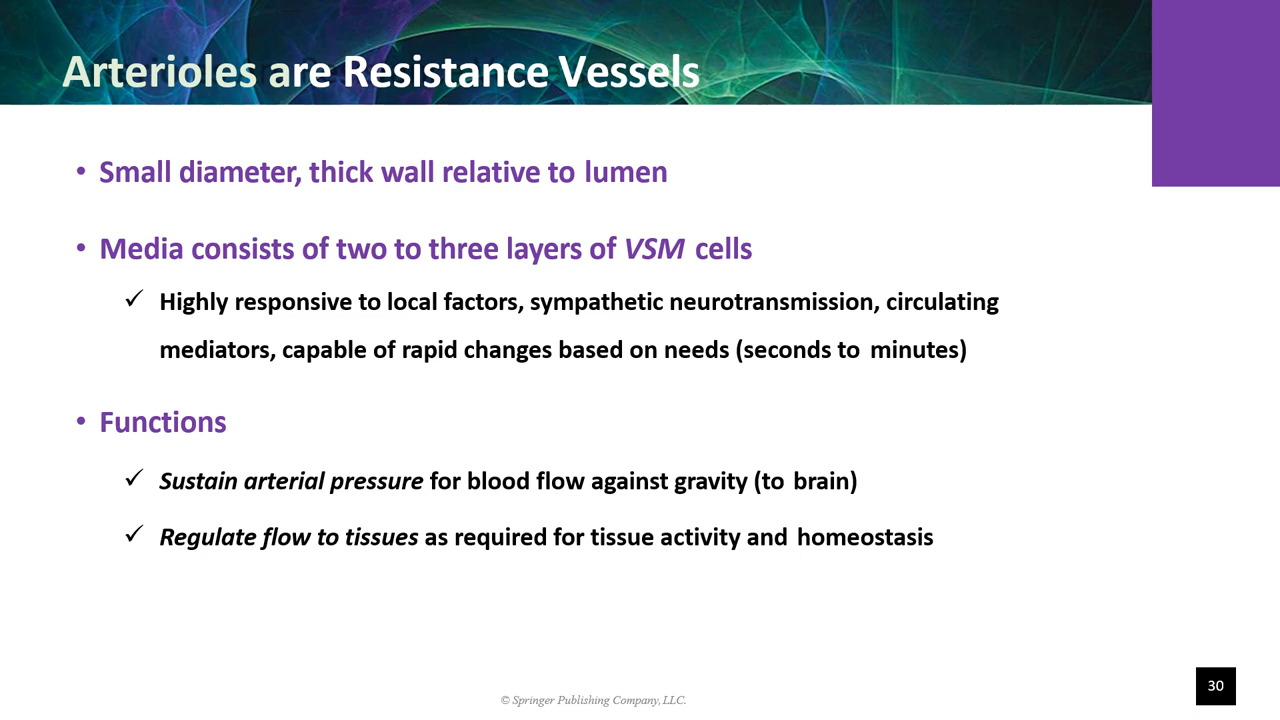 Arterioles are Resistance Vessels
• Small diameter, thick wall relative to lumen
• Media consists of two to three layers of VSM cells
✓ Highly responsive to local factors, sympathetic neurotransmission, circulating
mediators, capable of rapid changes based on needs (seconds to minutes)
• Functions
✓ Sustain arterial pressure for blood flow against gravity (to brain)
✓ Regulate flow to tissues as required for tissue activity and homeostasis
© Springer Publishing Company, LLC.
30